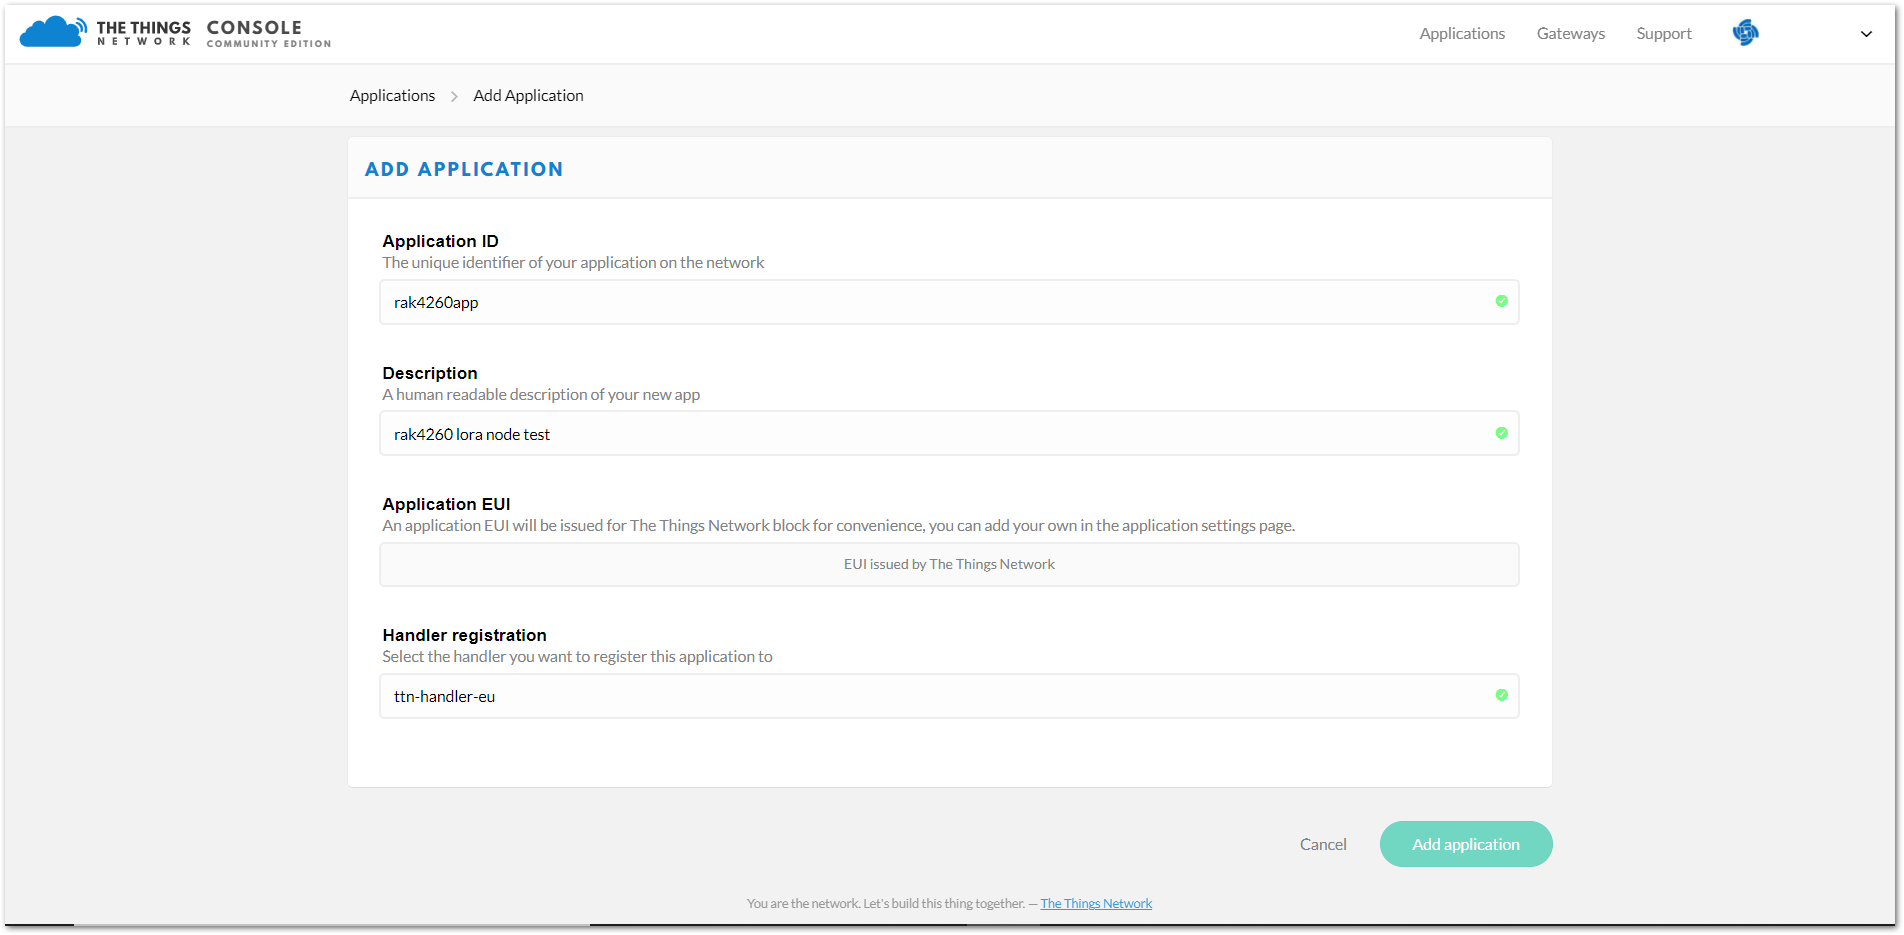 THE THINGS CONSOLE
NETWORK COMMUNITY EDITION
Applications Gateways Support
Applications > Add Application
ADD APPLICATION
Application ID
The unique identifier of your application on the network
rak4260app
Description
A human readable description of your new app
rak4260 lora node test
Application EUI
An application EUI will be issued for The Things Network block for convenience, you can add your own in the application settings page.
EUI issued by The Things Network
Handler registration
Select the handler you want to register this application to
ttn-handler-eu
Cancel Add application
You are the network. Let's build this thing together. — The Things Network